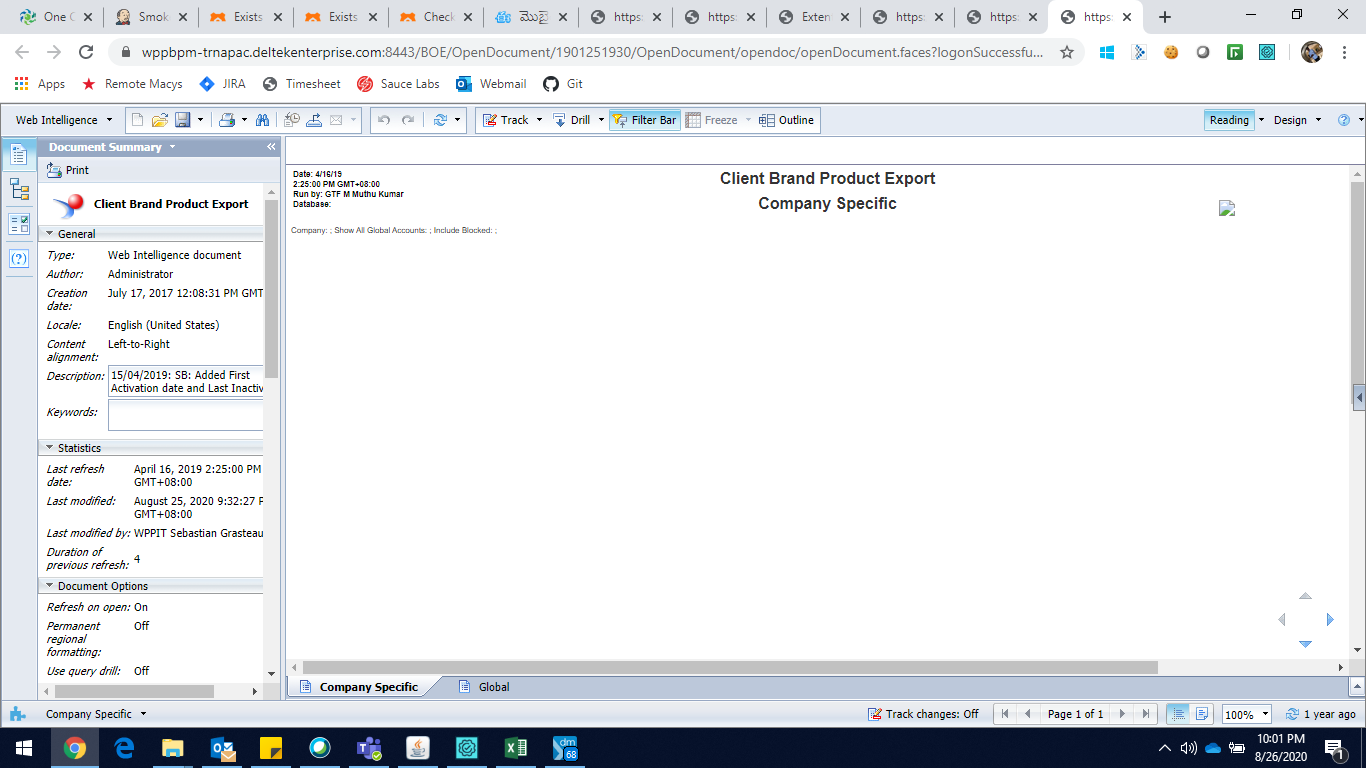 One C
Smok
Exists
Exists
Check
మొబై
https:
https:
Exten
https:
https:
https:
wppbpm-trnapac.deltekenterprise.com:8443/BOE/OpenDocument/1901251930/OpenDocument/opendoc/openDocument.faces?logonSuccessfu...
Apps
Remote Macys
JIRA
Timesheet
Sauce Labs
Webmail
Git
Web Intelligence
Track
Drill
Filter Bar
Freeze
Outline
Reading
Design
Document Summary
Print
Client Brand Product Export
General
Type: Web Intelligence document
Author: Administrator
Creation date: July 17, 2017 12:08:31 PM GMT
Locale: English (United States)
Content alignment: Left-to-Right
Description: 15/04/2019: SB: Added First
Activation date and Last Inactiv
Keywords:
Statistics
Last refresh date: April 16, 2019 2:25:00 PM
GMT+08:00
Last modified: August 25, 2020 9:32:27 P
GMT+08:00
Last modified by: WPPIT Sebastian Grasteau
Duration of previous refresh: 4
Document Options
Refresh on open: On
Permanent regional formatting: Off
Use query drill: Off
Date: 4/16/19
2:25:00 PM GMT+08:00
Run by: GTF M Muthu Kumar
Database:
Client Brand Product Export
Company Specific
Company: ; Show All Global Accounts: ; Include Blocked: ;
Company Specific
Global
Company Specific
Track changes: Off
Page 1 of 1
100%
1 year ago
dm
68
10:01 PM
8/26/2020
1